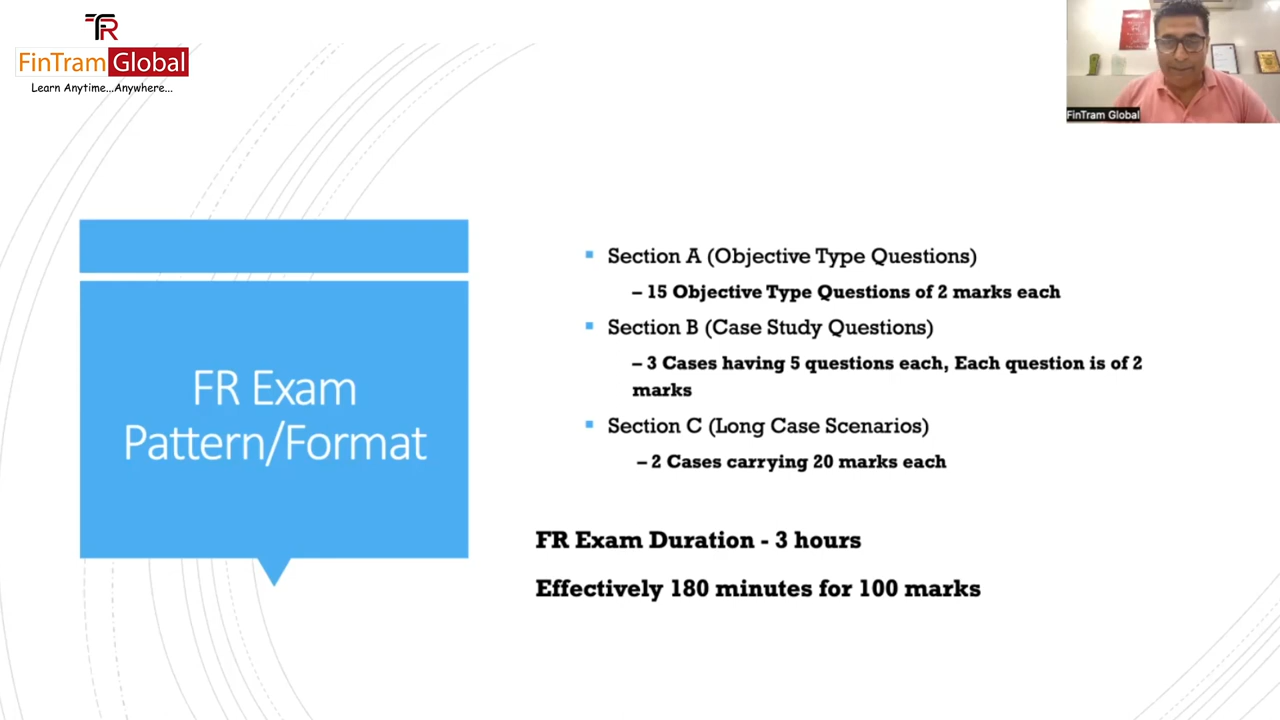 TR
FinTram Global
Learn Anytime...Anywhere...
FinTram Global
FR Exam
Pattern/Format
Section A (Objective Type Questions)
– 15 Objective Type Questions of 2 marks each
Section B (Case Study Questions)
– 3 Cases having 5 questions each, Each question is of 2
marks
Section C (Long Case Scenarios)
– 2 Cases carrying 20 marks each
FR Exam Duration - 3 hours
Effectively 180 minutes for 100 marks